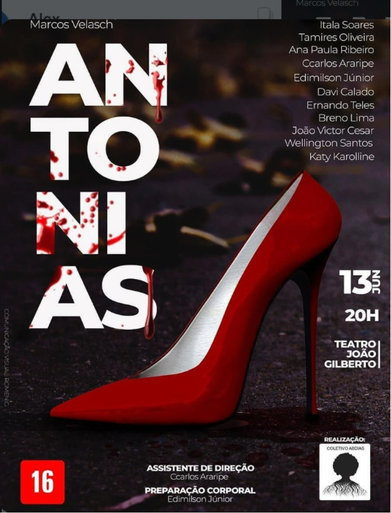 Marcos Velasch
Marcos Velasch
AN
TO
NI
AS
Itala Soares
Tamires Oliveira
Ana Paula Ribeiro
Ccarlos Araripe
Edimilson Júnior
Davi Calado
Ernando Teles
Breno Lima
João Victor Cesar
Wellington Santos
Katy Karolline
13 JUN
20H
TEATRO
JOÃO
GILBERTO
16
ASSISTENTE DE DIREÇÃO
Ccarlos Araripe
PREPARAÇÃO CORPORAL
Edimilson Júnior
REALIZAÇÃO: